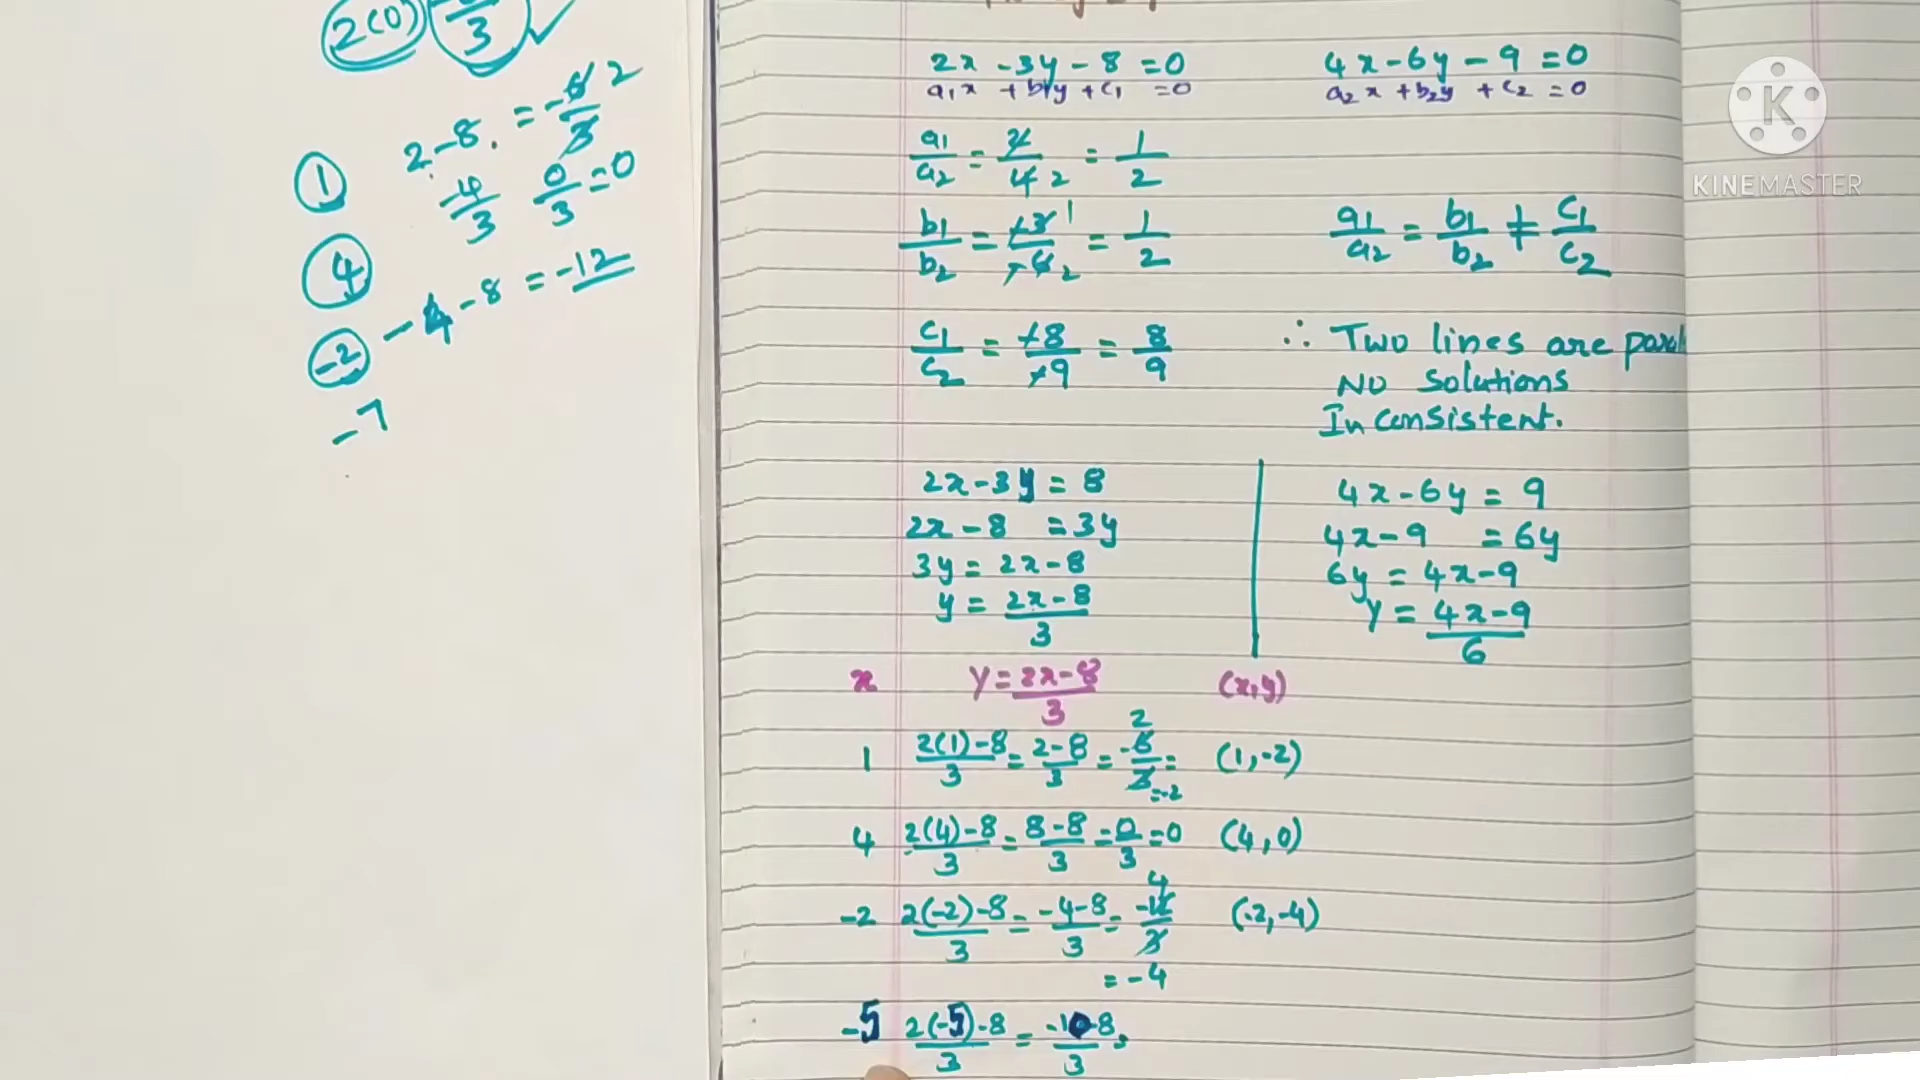 2(0) 3
2-8. = -6/3 2
① -4/3 0/3 = 0
④
-2 -4-8 = -12
-7
2x - 3y - 8 = 0 4x - 6y - 9 = 0
a1x + b1y + c1 = 0 a2x + b2y + c2 = 0
a1/a2 = 2/4 2 = 1/2
b1/b2 = -3/-6 1 2 = 1/2 a1/a2 = b1/b2 ≠ c1/c2
c1/c2 = -8/-9 = 8/9 ∴ Two lines are paral
No Solutions
In consistent.
2x - 3y = 8 4x - 6y = 9
2x - 8 = 3y 4x - 9 = 6y
3y = 2x - 8 6y = 4x - 9
y = 2x-8/3 y = 4x-9/6
x y = 2x-8/3 (x,y)
1 2(1)-8/3 = 2-8/3 = -6/3 2 = = -2 (1,-2)
4 2(4)-8/3 = 8-8/3 = 0/3 = 0 (4,0)
-2 2(-2)-8/3 = -4-8/3 = -12/3 4 (-2,-4)
= -4
-5 2(-5)-8/3 = -10-8/3
K
KINEMASTER